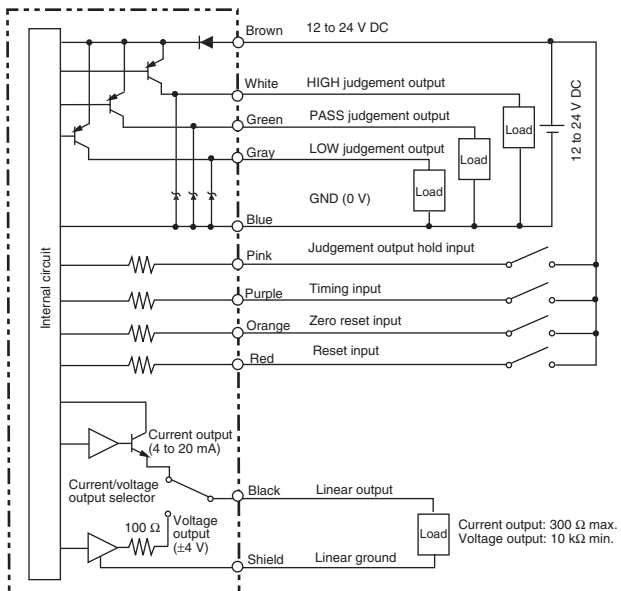 Brown 12 to 24 V DC
White HIGH judgement output
Green PASS judgement output
Gray LOW judgement output
Load
Load
Load
12 to 24 V DC
GND (0 V)
Blue
Internal circuit
Pink Judgement output hold input
Purple Timing input
Orange Zero reset input
Red Reset input
Current output
(4 to 20 mA)
Current/voltage
output selector
Black Linear output
100 Ω
Voltage
output
(±4 V)
Load
Current output: 300 Ω max.
Voltage output: 10 kΩ min.
Shield Linear ground